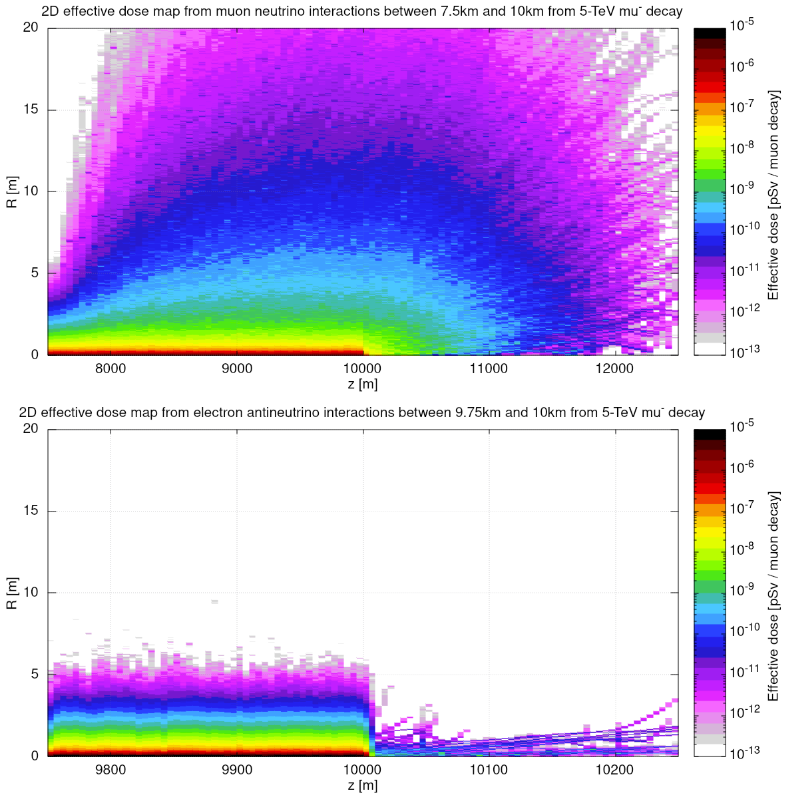 2D effective dose map from muon neutrino interactions between 7.5km and 10km from 5-TeV mu⁻ decay
20
15
10
5
0
R [m]
8000 9000 10000 11000 12000
z [m]
10⁻⁵
10⁻⁶
10⁻⁷
10⁻⁸
10⁻⁹
10⁻¹⁰
10⁻¹¹
10⁻¹²
10⁻¹³
Effective dose [pSv / muon decay]
2D effective dose map from electron antineutrino interactions between 9.75km and 10km from 5-TeV mu⁻ decay
20
15
10
5
0
R [m]
9800 9900 10000 10100 10200
z [m]
10⁻⁵
10⁻⁶
10⁻⁷
10⁻⁸
10⁻⁹
10⁻¹⁰
10⁻¹¹
10⁻¹²
10⁻¹³
Effective dose [pSv / muon decay]